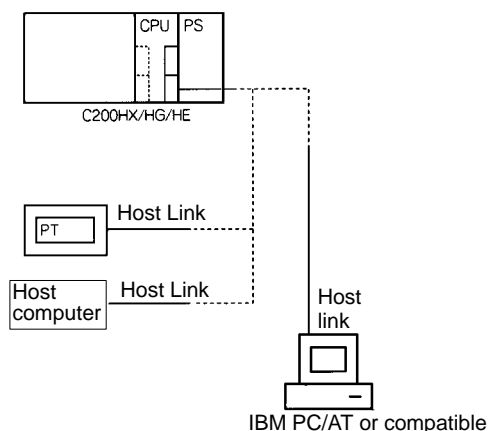 CPU PS
C200HX/HG/HE
PT
Host Link
Host
computer
Host Link
Host
link
IBM PC/AT or compatible